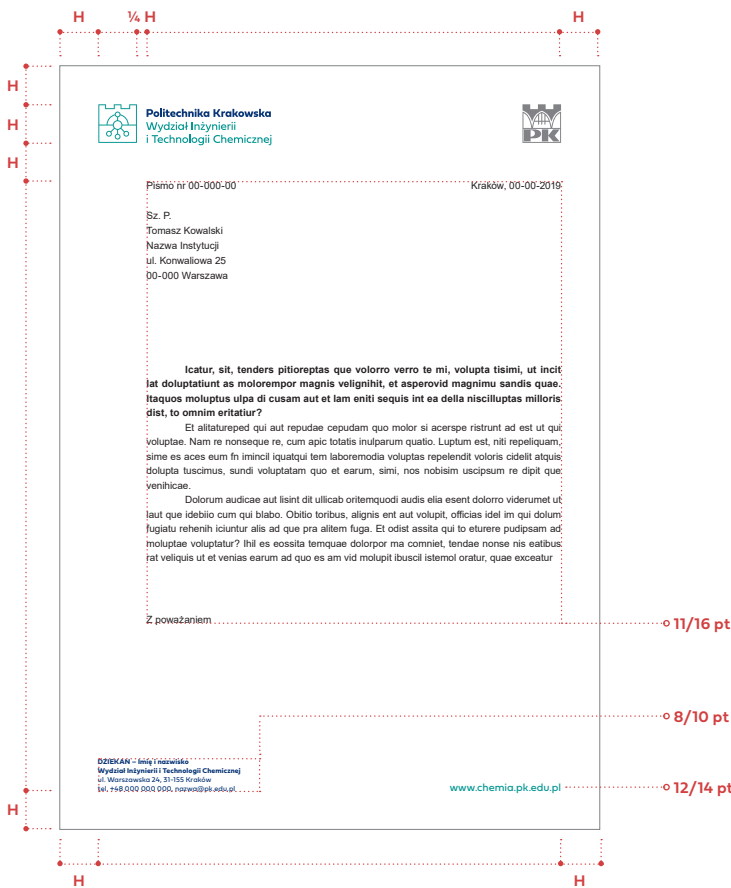 H ¼ H H
H
H
H
Politechnika Krakowska
Wydział Inżynierii
i Technologii Chemicznej
PK
Pismo nr 00-000-00 Kraków, 00-00-2019
Sz. P.
Tomasz Kowalski
Nazwa Instytucji
ul. Konwaliowa 25
00-000 Warszawa
Icatur, sit, tenders pitioreptas que volorro verro te mi, volupta tisimi, ut incit
lat doluptatiunt as molorempor magnis velignihit, et asperovid magnimu sandis quae.
Itaquos moluptus ulpa di cusam aut et lam eniti sequis int ea della niscilluptas milloris
dist, to omnim eritatiur?
Et alitatureped qui aut repudae cepudam quo molor si acerspe ristrunt ad est ut qui
voluptae. Nam re nonseque re, cum apic totatis inulparum quatio. Luptum est, niti repeliquam,
sime es aces eum fn imincil iquatqui tem laboremodia voluptas repelendit voloris cidelit atquis
dolupta tuscimus, sundi voluptatam quo et earum, simi, nos nobisim uscipsum re dipit que
venihicae.
Dolorum audicae aut lisint dit ullicab oritemquodi audis elia esent dolorro viderumet ut
laut que idebiio cum qui blabo. Obitio toribus, alignis ent aut volupit, officias idel im qui dolum
fugiatu rehenih iciuntur alis ad que pra alitem fuga. Et odist assita qui to eturere pudipsam ad
moluptae voluptatur? Ihil es eossita temquae dolorpor ma comniet, tendae nonse nis eatibus
rat veliquis ut et venias earum ad quo es am vid molupit ibuscil istemol oratur, quae exceatur
Z poważaniem
11/16 pt
8/10 pt
DZIEKAN – Imię i nazwisko
Wydział Inżynierii i Technologii Chemicznej
ul. Warszawska 24, 31-155 Kraków
tel. +48 000 000 000, nazwa@pk.edu.pl
www.chemia.pk.edu.pl
12/14 pt
H
H H